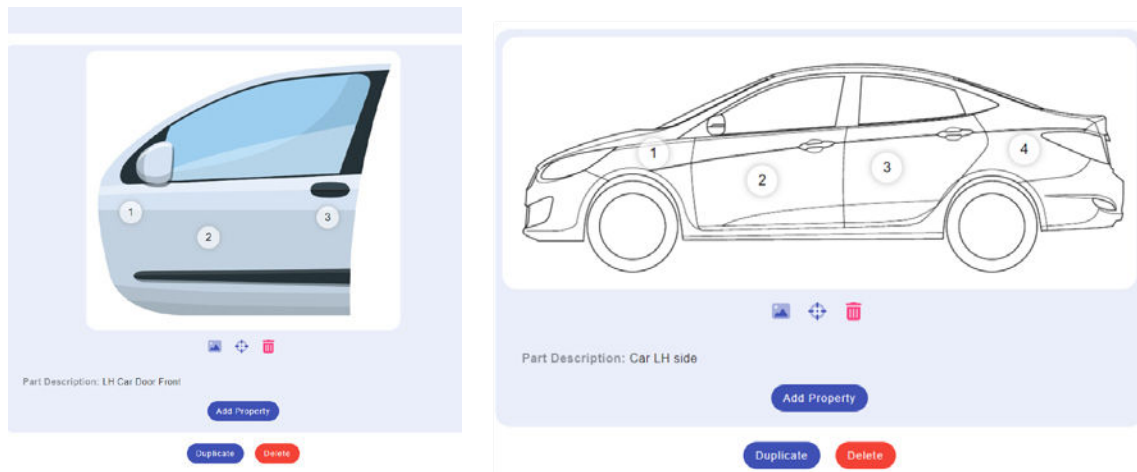 1
2
3
Part Description: LH Car Door Front
Add Property
Duplicate Delete
1
2
3
4
Part Description: Car LH side
Add Property
Duplicate Delete